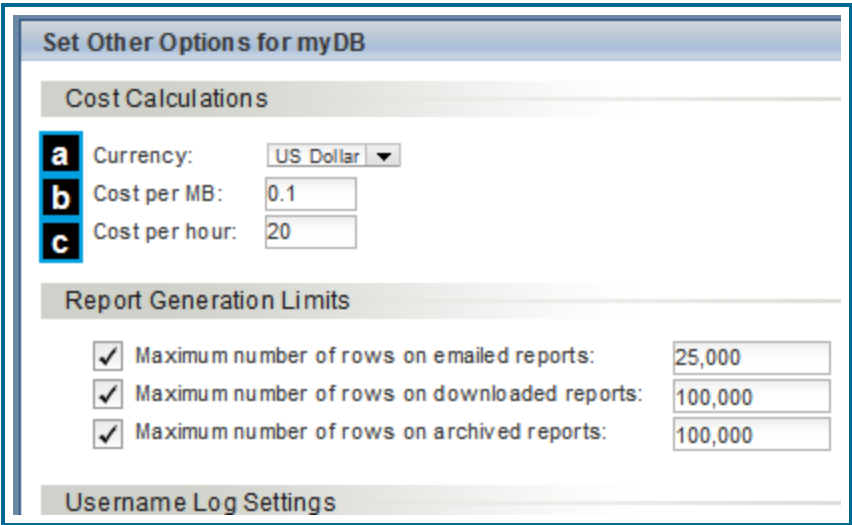 Set Other Options for myDB
Cost Calculations
a Currency: US Dollar
b Cost per MB: 0.1
c Cost per hour: 20
Report Generation Limits
Maximum number of rows on emailed reports: 25,000
Maximum number of rows on downloaded reports: 100,000
Maximum number of rows on archived reports: 100,000
Username Log Settings